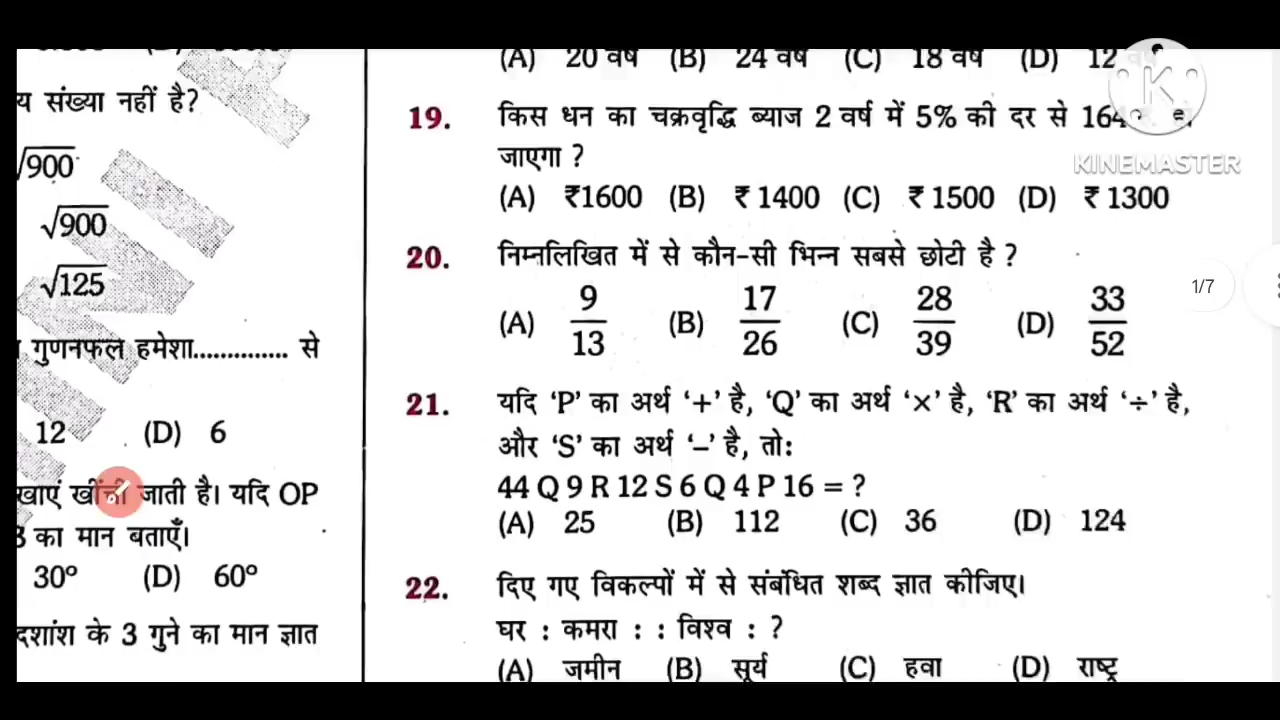 य संख्या नहीं है?
√900
√900
√125
गुणनफल हमेशा.............. से
12 (D) 6
खाएं खींची जाती है। यदि OP
का मान बताएँ।
30° (D) 60°
दशांश के 3 गुने का मान ज्ञात
(A) 20 वर्ष (B) 24 वर्ष (C) 18 वर्ष (D) 12 वर्ष
19. किस धन का चक्रवृद्धि ब्याज 2 वर्ष में 5% की दर से 164
जाएगा ?
(A) ₹1600 (B) ₹ 1400 (C) ₹ 1500 (D) ₹ 1300
20. निम्नलिखित में से कौन-सी भिन्न सबसे छोटी है ?
(A) 9/13 (B) 17/26 (C) 28/39 (D) 33/52
21. यदि ‘P’ का अर्थ ‘+’ है, ‘Q’ का अर्थ ‘×’ है, ‘R’ का अर्थ ‘÷’ है,
और ‘S’ का अर्थ ‘–’ है, तो:
44 Q 9 R 12 S 6 Q 4 P 16 = ?
(A) 25 (B) 112 (C) 36 (D) 124
22. दिए गए विकल्पों में से संबंधित शब्द ज्ञात कीजिए।
घर : कमरा : : विश्व : ?
(A) जमीन (B) सूर्य (C) हवा (D) राष्ट्र
K
KINEMASTER
1/7